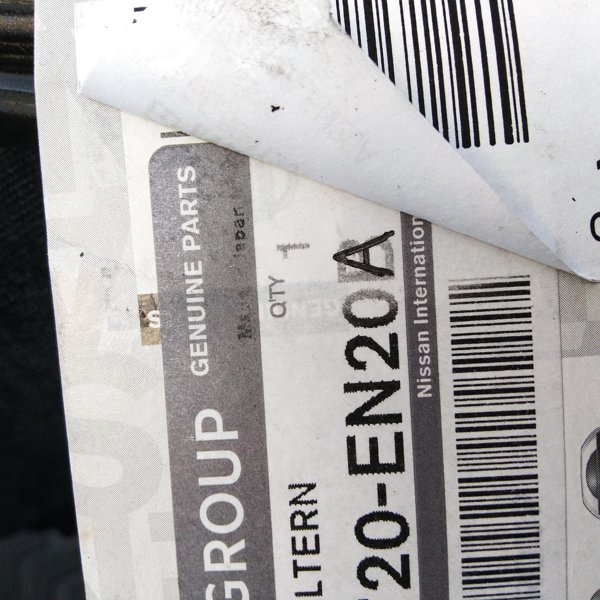 GROUP GENUINE PARTS
S
Japan
LTERN QTY 1
20-EN20A
Nissan Internation